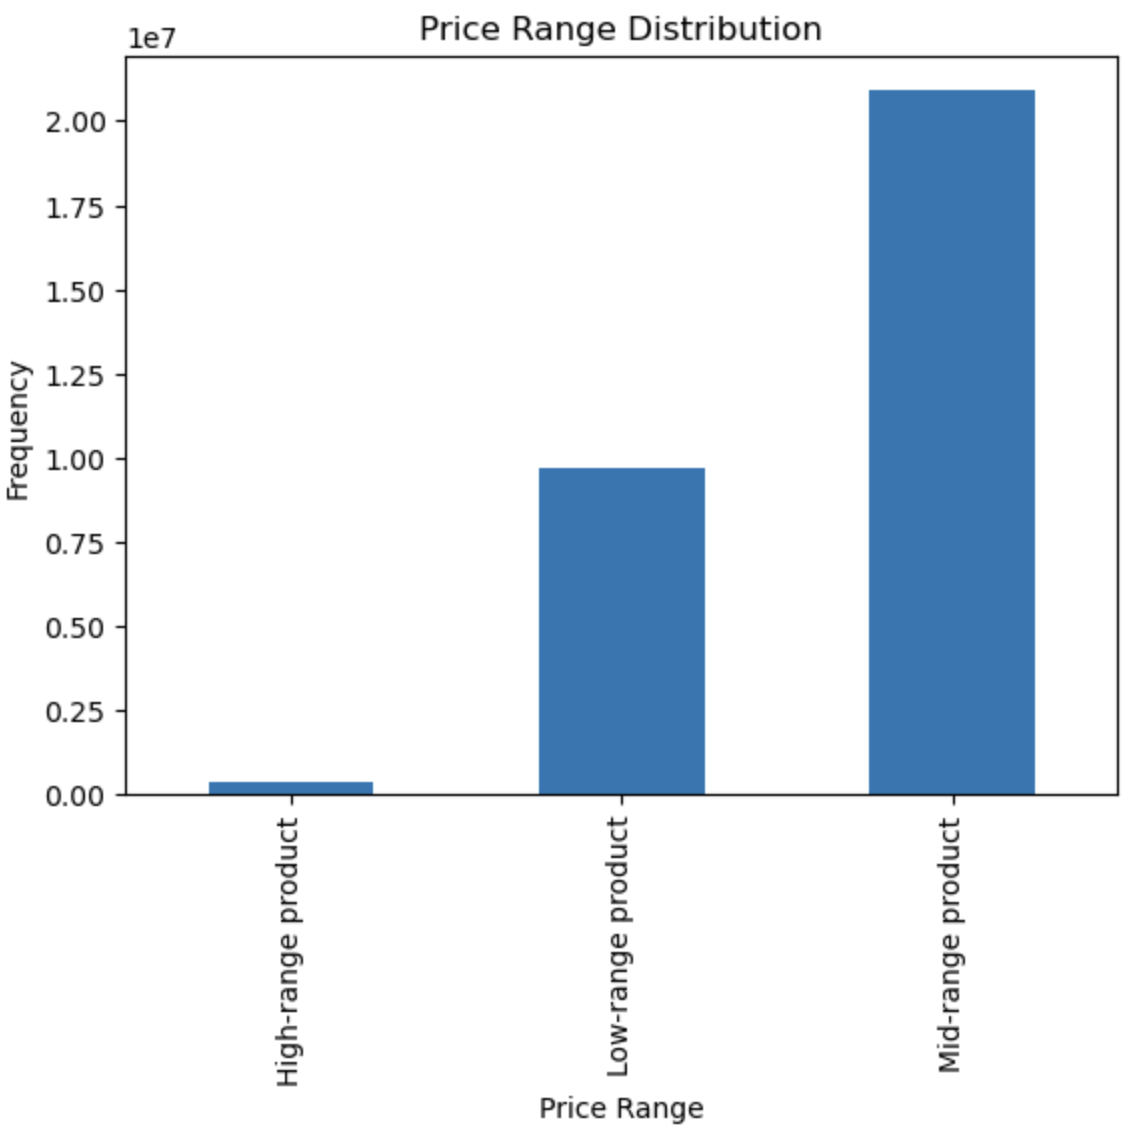 Price Range Distribution
1e7
2.00
1.75
1.50
1.25
1.00
0.75
0.50
0.25
0.00
Frequency
High-range product
Low-range product
Mid-range product
Price Range